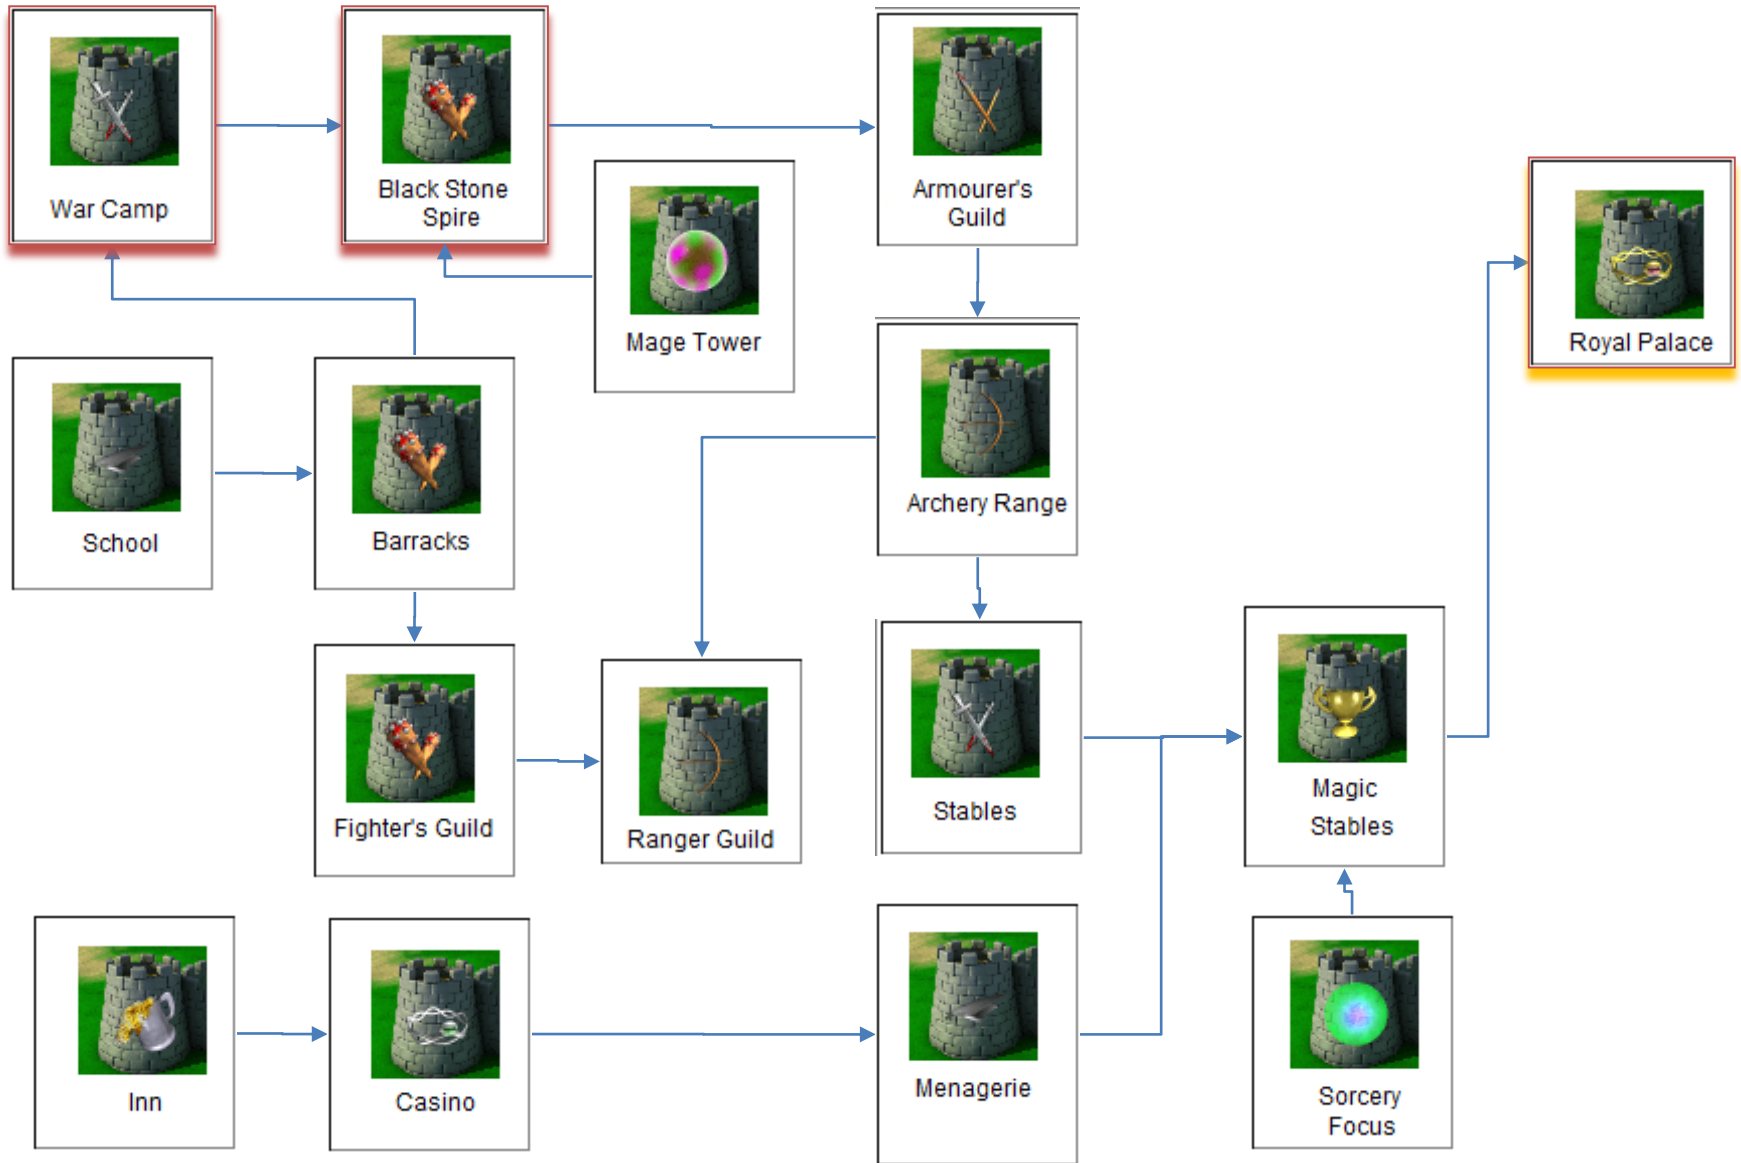 War Camp
Black Stone
Spire
Armourer's
Guild
Mage Tower
Royal Palace
School
Barracks
Archery Range
Fighter's Guild
Ranger Guild
Stables
Magic
Stables
Inn
Casino
Menagerie
Sorcery
Focus